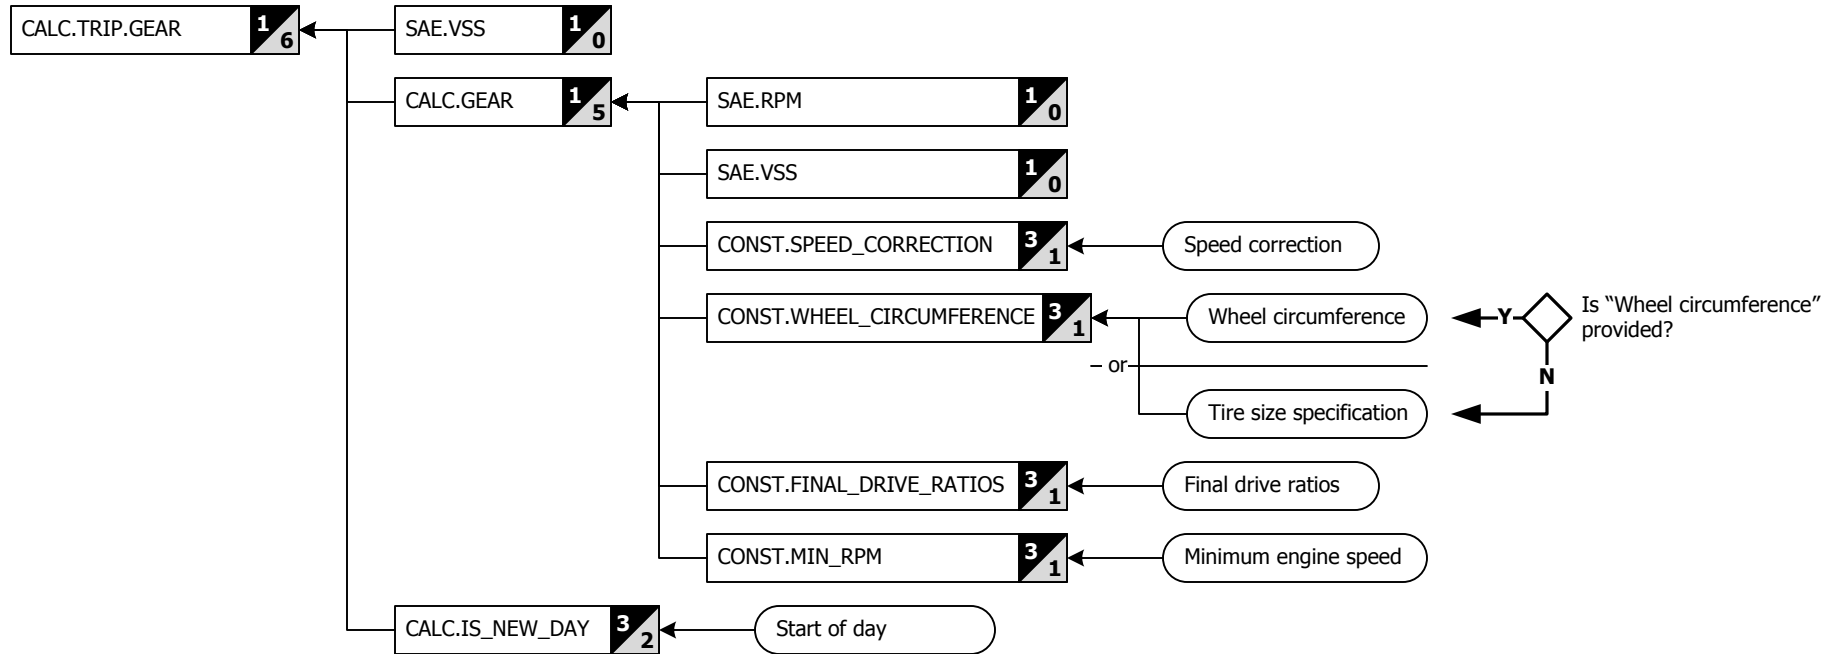 CALC.TRIP.GEAR 1 6 SAE.VSS 1 0
CALC.GEAR 1 5 SAE.RPM 1 0
SAE.VSS 1 0
CONST.SPEED_CORRECTION 3 1 Speed correction
CONST.WHEEL_CIRCUMFERENCE 3 1 Wheel circumference Y Is “Wheel circumference”
provided?
– or
N
Tire size specification
CONST.FINAL_DRIVE_RATIOS 3 1 Final drive ratios
CONST.MIN_RPM 3 1 Minimum engine speed
CALC.IS_NEW_DAY 3 2 Start of day